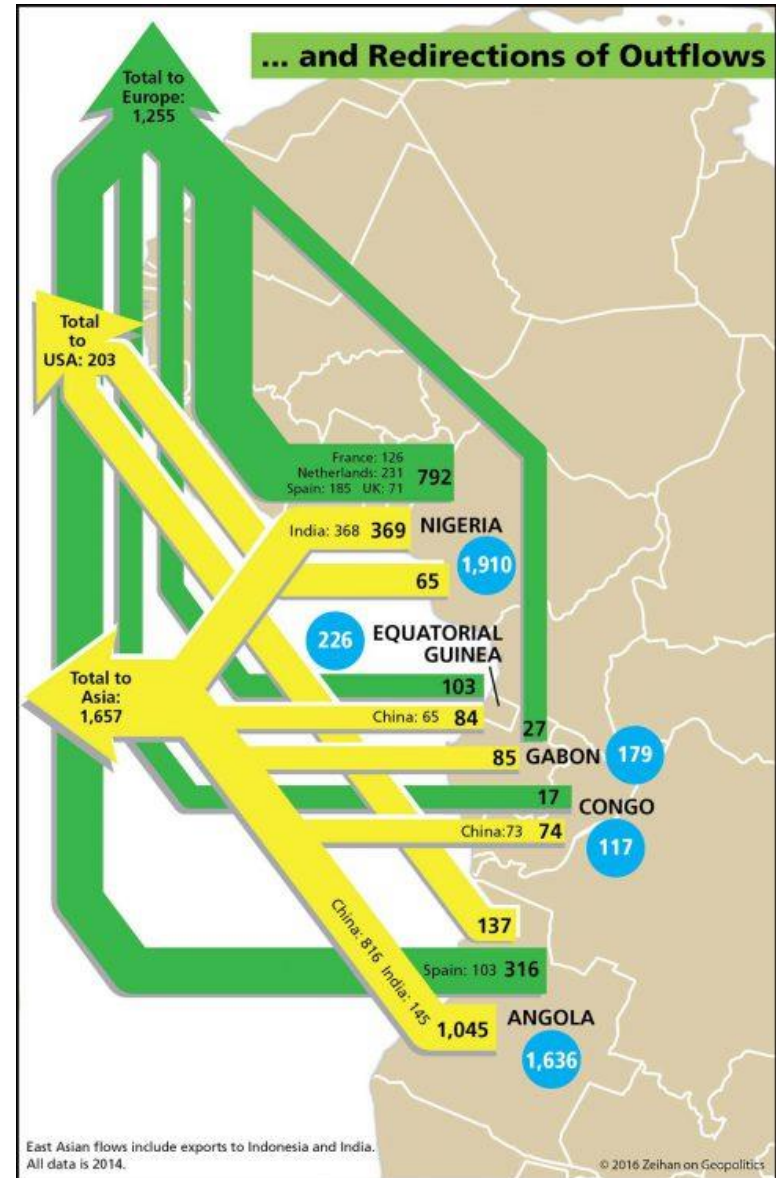 ... and Redirections of Outflows
Total to
Europe:
1,255
Total
to
USA: 203
France: 126
Netherlands: 231
Spain: 185 UK: 71
792
India: 368 369
NIGERIA
1,910
65
226
EQUATORIAL
GUINEA
103
Total to
Asia:
1,657
China: 65 84
27
85
GABON
179
17
CONGO
China:73 74
117
137
China: 816 India: 145
Spain: 103 316
1,045
ANGOLA
1,636
East Asian flows include exports to Indonesia and India.
All data is 2014.
© 2016 Zeihan on Geopolitics